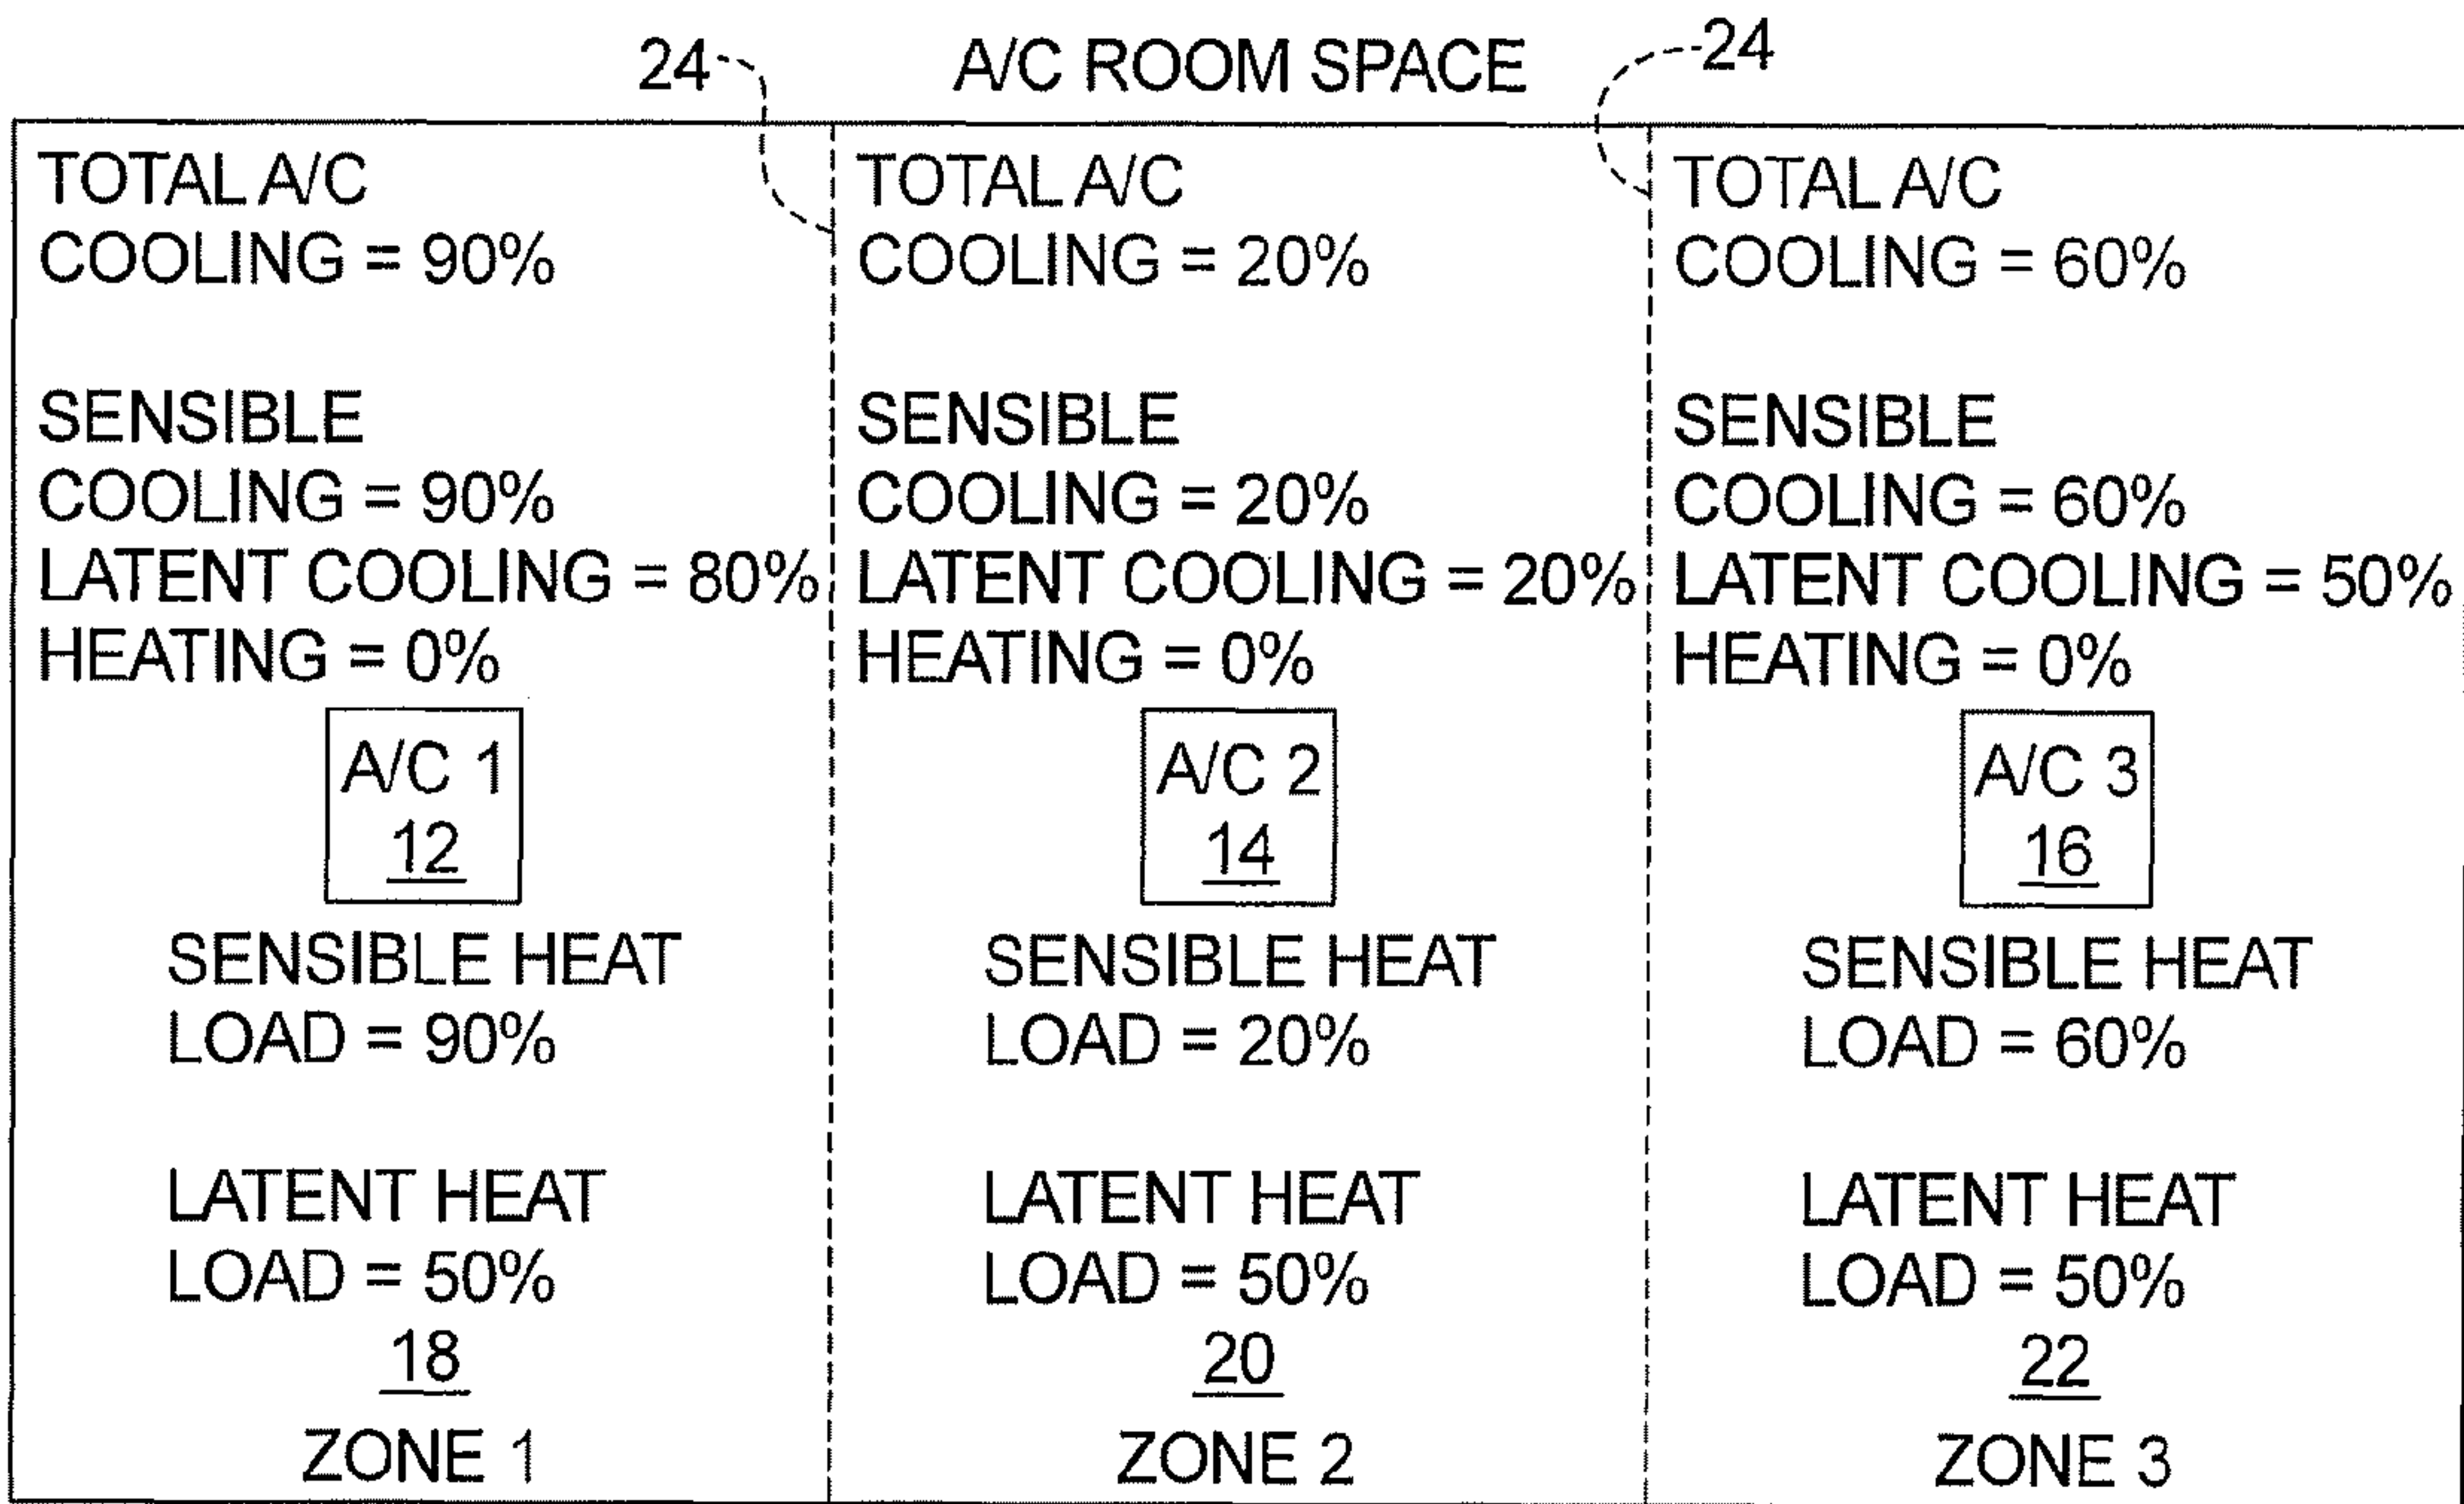 24
A/C ROOM SPACE
24
TOTAL A/C
COOLING = 90%
SENSIBLE
COOLING = 90%
LATENT COOLING = 80%
HEATING = 0%
A/C 1
12
SENSIBLE HEAT
LOAD = 90%
LATENT HEAT
LOAD = 50%
18
ZONE 1
TOTAL A/C
COOLING = 20%
SENSIBLE
COOLING = 20%
LATENT COOLING = 20%
HEATING = 0%
A/C 2
14
SENSIBLE HEAT
LOAD = 20%
LATENT HEAT
LOAD = 50%
20
ZONE 2
TOTAL A/C
COOLING = 60%
SENSIBLE
COOLING = 60%
LATENT COOLING = 50%
HEATING = 0%
A/C 3
16
SENSIBLE HEAT
LOAD = 60%
LATENT HEAT
LOAD = 50%
22
ZONE 3